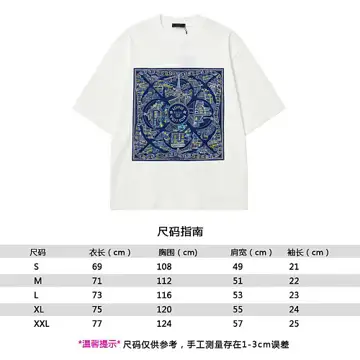 尺码指南
尺码 衣长（cm） 胸围（cm） 肩宽（cm） 袖长（cm）
S 69 108 49 21
M 71 112 51 22
L 73 116 53 23
XL 75 120 55 24
XXL 77 124 57 25
*温馨提示* 尺码仅供参考，手工测量存在1-3cm误差